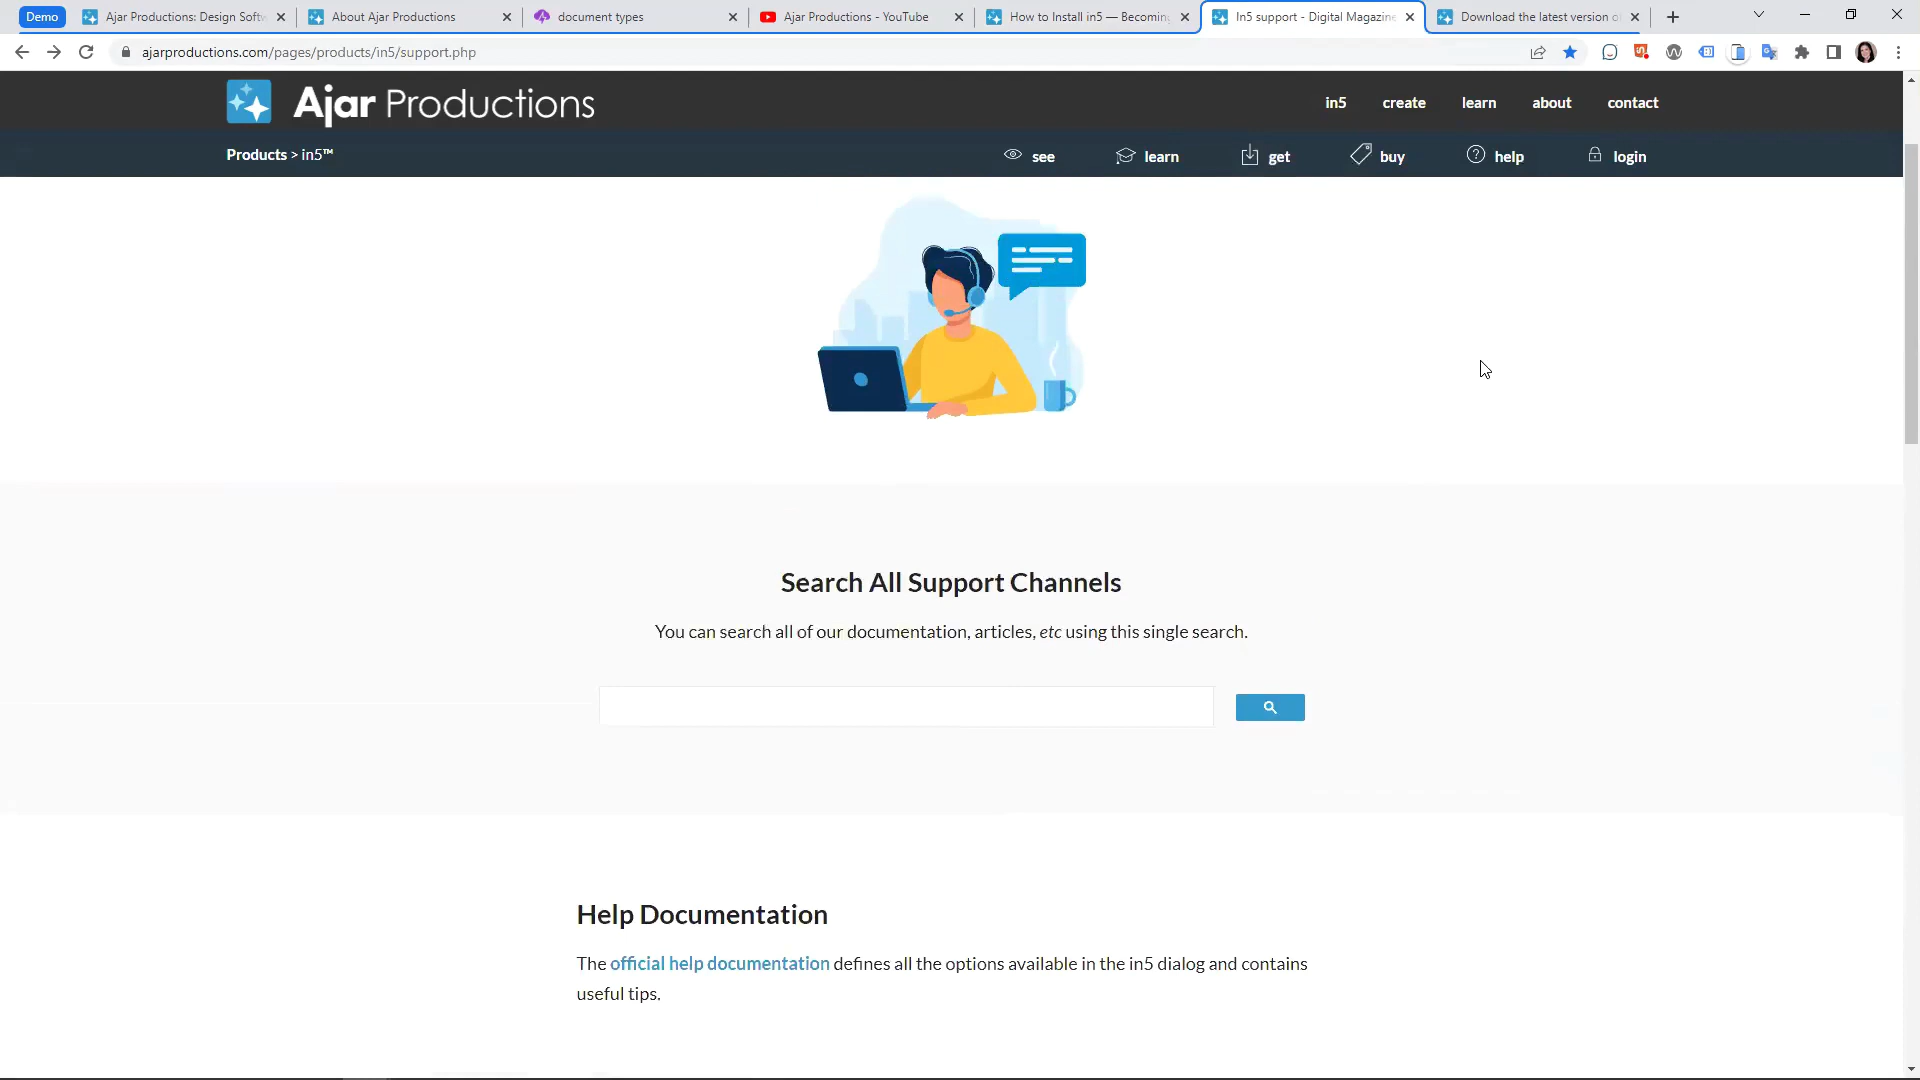 Demo
Ajar Productions: Design Softw
About Ajar Productions
document types
Ajar Productions - YouTube
How to Install in5 — Becoming
In5 support - Digital Magazine
Download the latest version o
ajarproductions.com/pages/products/in5/support.php
Ajar Productions
in5
create
learn
about
contact
Products > in5™
see
learn
get
buy
help
login
Search All Support Channels
You can search all of our documentation, articles, etc using this single search.
Help Documentation
The official help documentation defines all the options available in the in5 dialog and contains
useful tips.